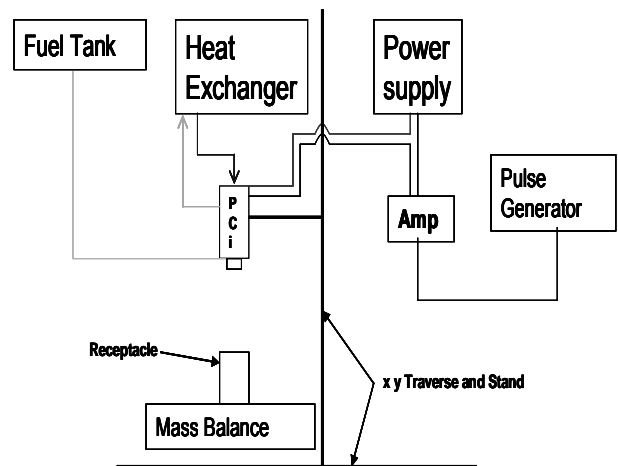 Fuel Tank
Heat
Exchanger
Power
supply
Pulse
Generator
P
C
i
Amp
Receptacle
x y Traverse and Stand
Mass Balance